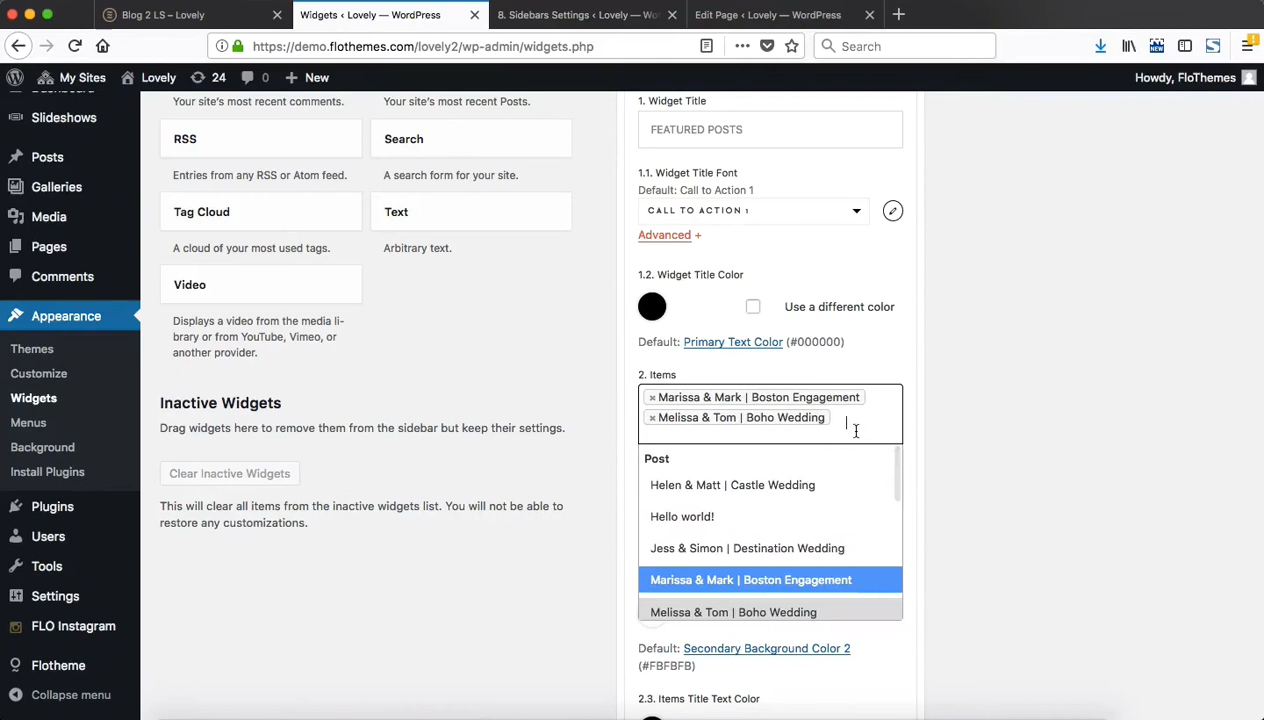 Blog 2 LS – Lovely
Widgets ‹ Lovely — WordPress
8. Sidebars Settings ‹ Lovely — Wor
Edit Page ‹ Lovely — WordPress
https://demo.flothemes.com/lovely2/wp-admin/widgets.php
Search
My Sites
Lovely
24
0
New
Howdy, FloThemes
Dashboard
Slideshows
Posts
Galleries
Media
Pages
Comments
Appearance
Themes
Customize
Widgets
Menus
Background
Install Plugins
Plugins
Users
Tools
Settings
FLO Instagram
Flotheme
Collapse menu
Your site's most recent comments.
Your site's most recent Posts.
RSS
Search
Entries from any RSS or Atom feed.
A search form for your site.
Tag Cloud
Text
A cloud of your most used tags.
Arbitrary text.
Video
Displays a video from the media li-
brary or from YouTube, Vimeo, or
another provider.
Inactive Widgets
Drag widgets here to remove them from the sidebar but keep their settings.
Clear Inactive Widgets
This will clear all items from the inactive widgets list. You will not be able to
restore any customizations.
1. Widget Title
FEATURED POSTS
1.1. Widget Title Font
Default: Call to Action 1
CALL TO ACTION 1
Advanced +
1.2. Widget Title Color
Use a different color
Default: Primary Text Color (#000000)
2. Items
× Marissa & Mark | Boston Engagement
× Melissa & Tom | Boho Wedding
Post
Helen & Matt | Castle Wedding
Hello world!
Jess & Simon | Destination Wedding
Marissa & Mark | Boston Engagement
Melissa & Tom | Boho Wedding
Default: Secondary Background Color 2
(#FBFBFB)
2.3. Items Title Text Color